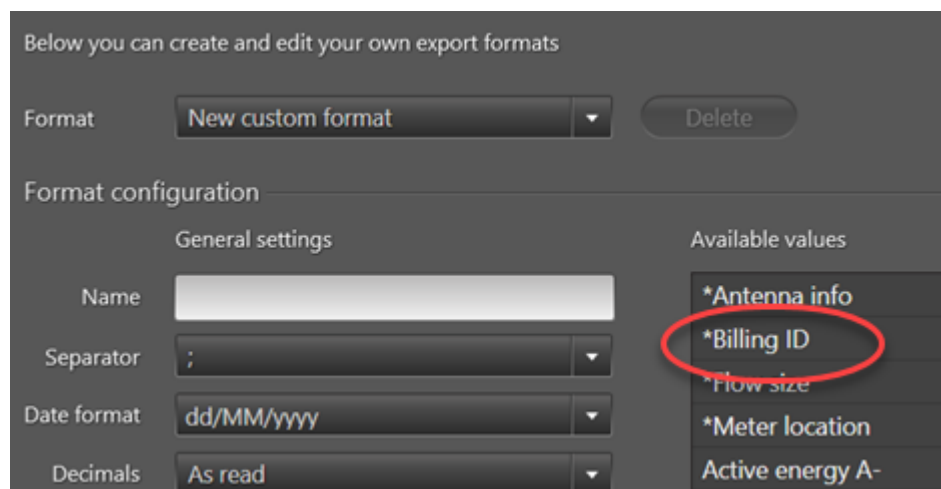 Below you can create and edit your own export formats
Format New custom format Delete
Format configuration
General settings Available values
Name *Antenna info
*Billing ID
Separator ;
*Flow size
Date format dd/MM/yyyy
*Meter location
Decimals As read Active energy A-